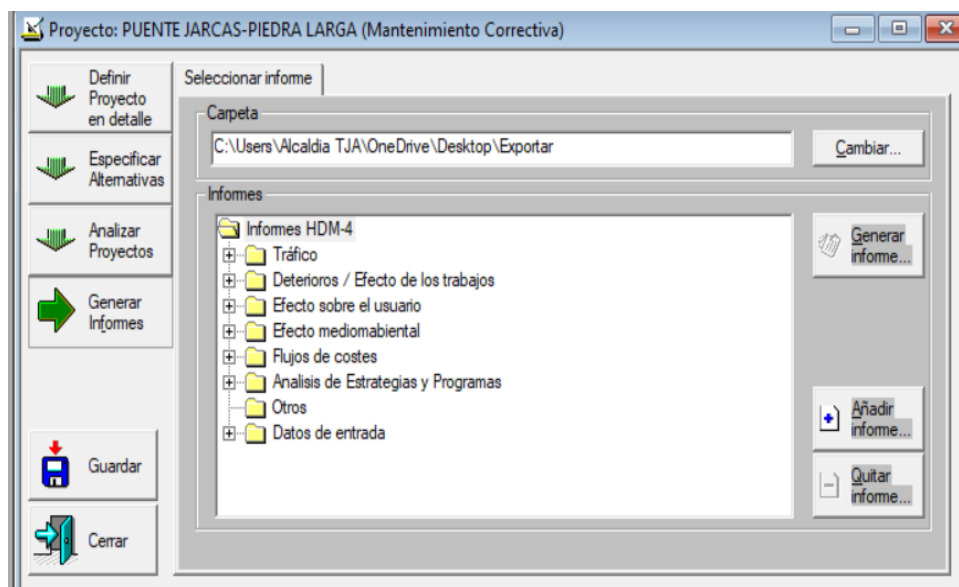 Proyecto: PUENTE JARCAS-PIEDRA LARGA (Mantenimiento Correctiva)
Definir
Proyecto
en detalle
Especificar
Alternativas
Analizar
Proyectos
Generar
Informes
Guardar
Cerrar
Seleccionar informe
Carpeta
C:\Users\Alcaldia TJA\OneDrive\Desktop\Exportar
Cambiar...
Informes
Informes HDM-4
Tráfico
Deterioros / Efecto de los trabajos
Efecto sobre el usuario
Efecto mediomabiental
Flujos de costes
Analisis de Estrategias y Programas
Otros
Datos de entrada
Generar
informe...
Añadir
informe...
Quitar
informe...